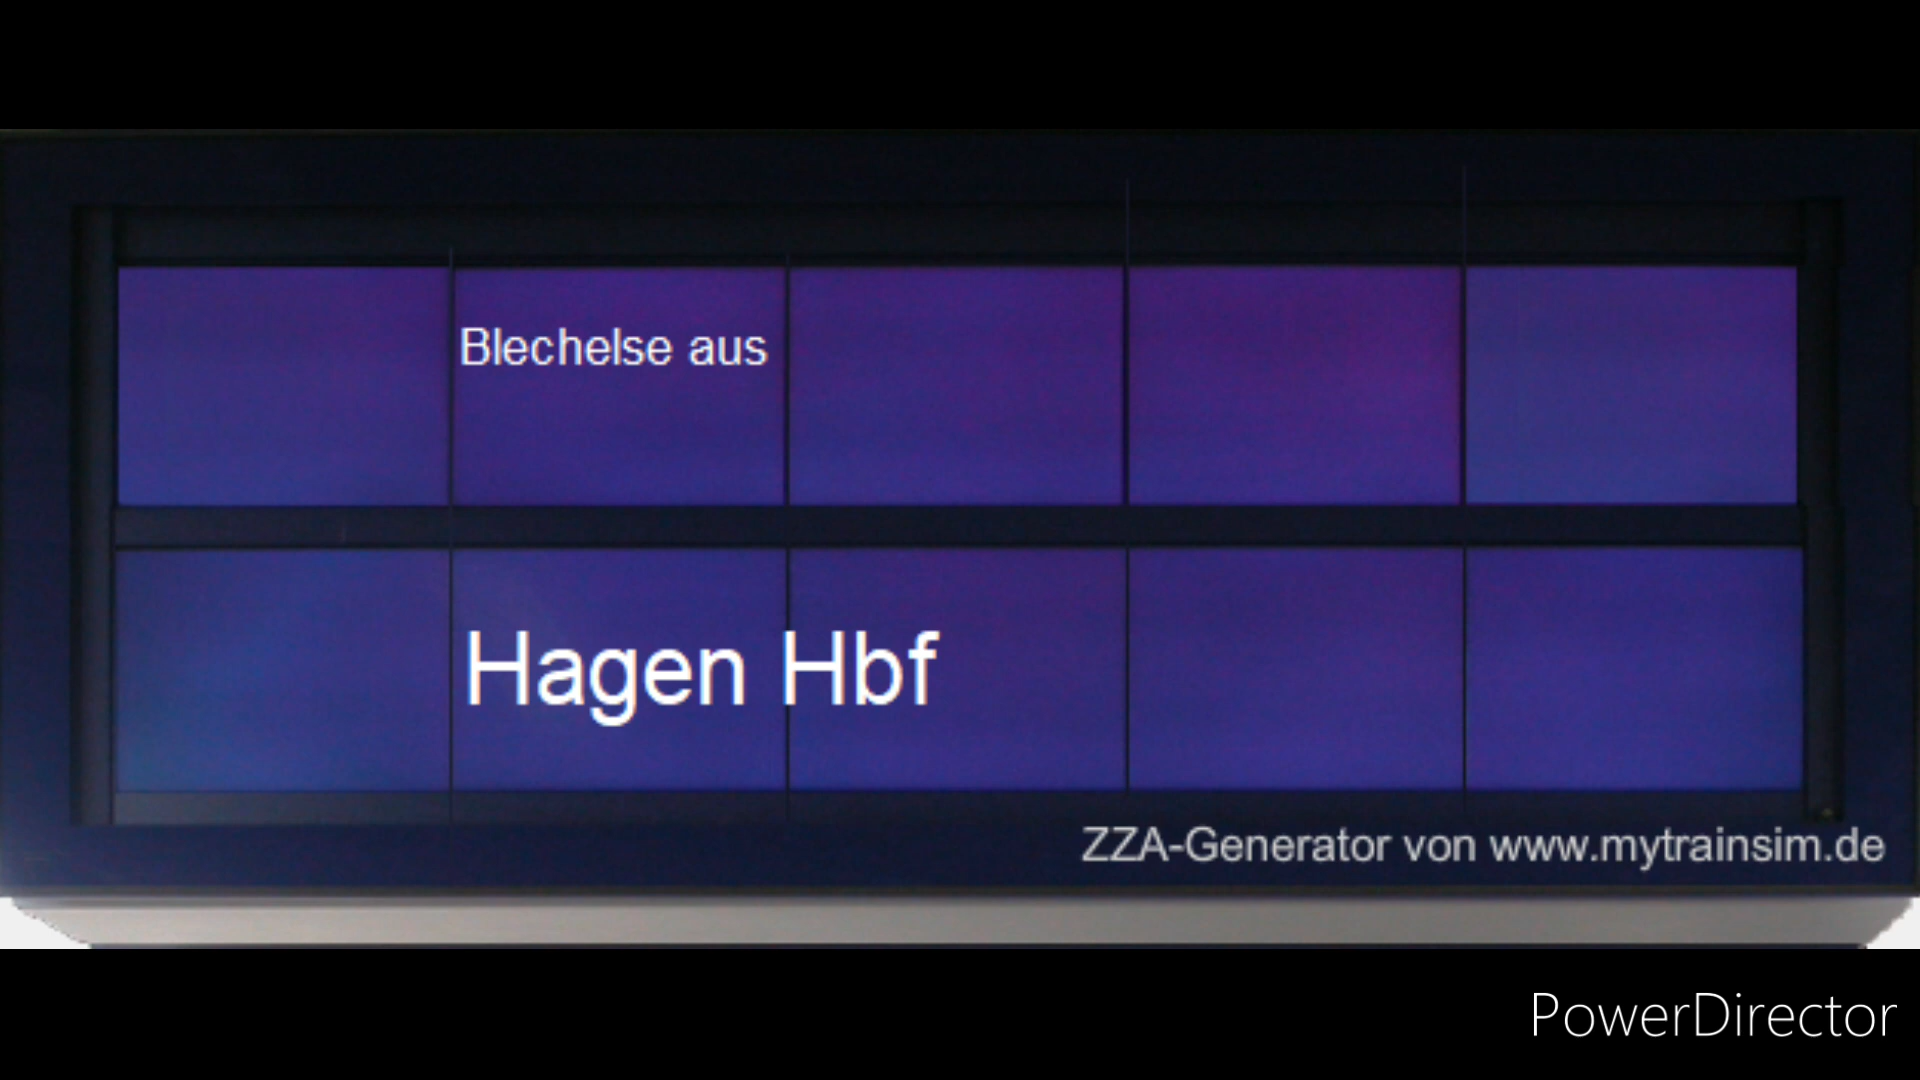 Blechelse aus
Hagen Hbf
ZZA-Generator von www.mytrainsim.de
PowerDirector